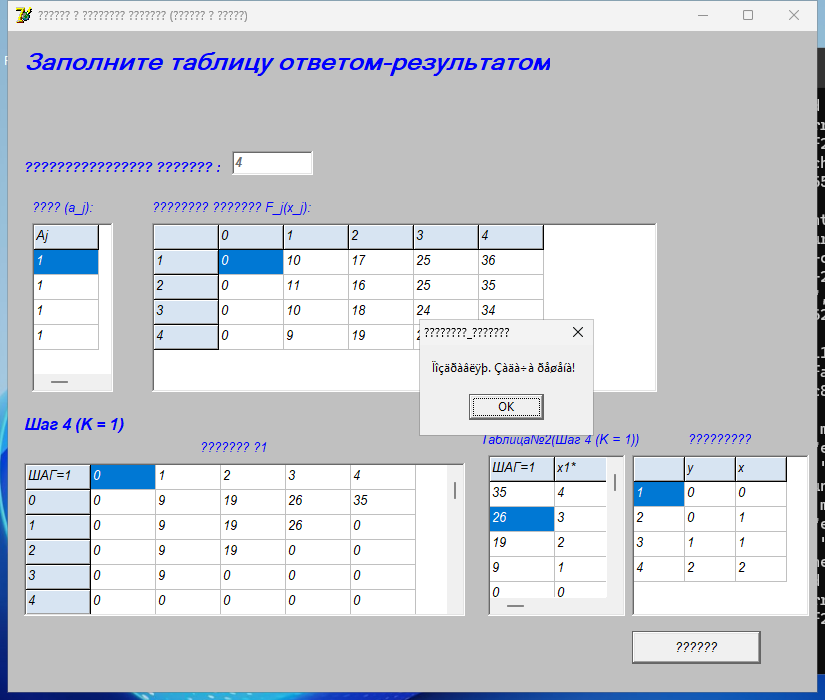 ?????? ? ???????? ??????? (?????? ? ?????)
Заполните таблицу ответом-результатом
???????????????? ??????? : 4
???? (a_j):
???????? ??????? F_j(x_j):
Aj
1
1
1
1
0 1 2 3 4
1 0 10 17 25 36
2 0 11 16 25 35
3 0 10 18 24 34
4 0 9 19
????????_???????
Ïîçäðàâëÿþ. Çàäà÷à ðåøåíà!
OK
Шаг 4 (K = 1)
??????? ?1
ШАГ=1 0 1 2 3 4
0 0 9 19 26 35
1 0 9 19 26 0
2 0 9 19 0 0
3 0 9 0 0 0
4 0 0 0 0 0
Таблица№2(Шаг 4 (K = 1))
ШАГ=1 x1*
35 4
26 3
19 2
9 1
0 0
?????????
y x
1 0 0
2 0 1
3 1 1
4 2 2
??????